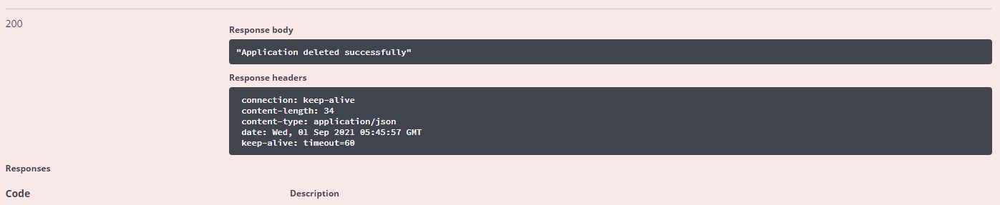 200
Response body
"Application deleted successfully"
Response headers
connection: keep-alive
content-length: 34
content-type: application/json
date: Wed, 01 Sep 2021 05:45:57 GMT
keep-alive: timeout=60
Responses
Code Description